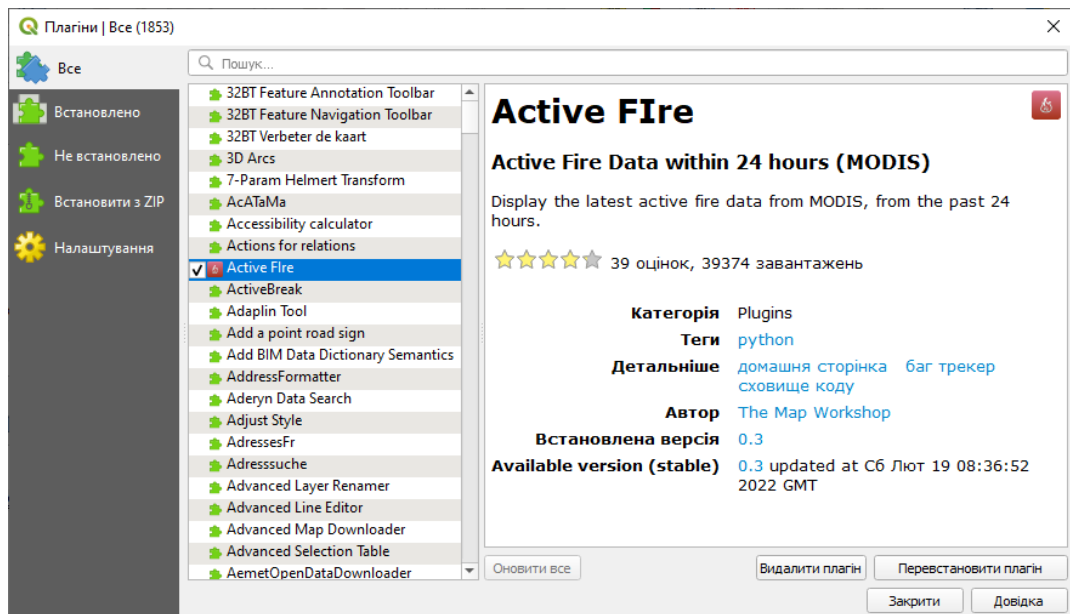 Плагіни | Все (1853)
Все
Встановлено
Не встановлено
Встановити з ZIP
Налаштування
Пошук...
32BT Feature Annotation Toolbar
32BT Feature Navigation Toolbar
32BT Verbeter de kaart
3D Arcs
7-Param Helmert Transform
AcATaMa
Accessibility calculator
Actions for relations
Active FIre
ActiveBreak
Adaplin Tool
Add a point road sign
Add BIM Data Dictionary Semantics
AddressFormatter
Aderyn Data Search
Adjust Style
AdressesFr
Adresssuche
Advanced Layer Renamer
Advanced Line Editor
Advanced Map Downloader
Advanced Selection Table
AemetOpenDataDownloader
Active FIre
Active Fire Data within 24 hours (MODIS)
Display the latest active fire data from MODIS, from the past 24
hours.
39 оцінок, 39374 завантажень
Категорія Plugins
Теги python
Детальніше домашня сторінка баг трекер
сховище коду
Автор The Map Workshop
Встановлена версія 0.3
Available version (stable) 0.3 updated at Сб Лют 19 08:36:52
2022 GMT
Оновити все
Видалити плагін
Перевстановити плагін
Закрити
Довідка